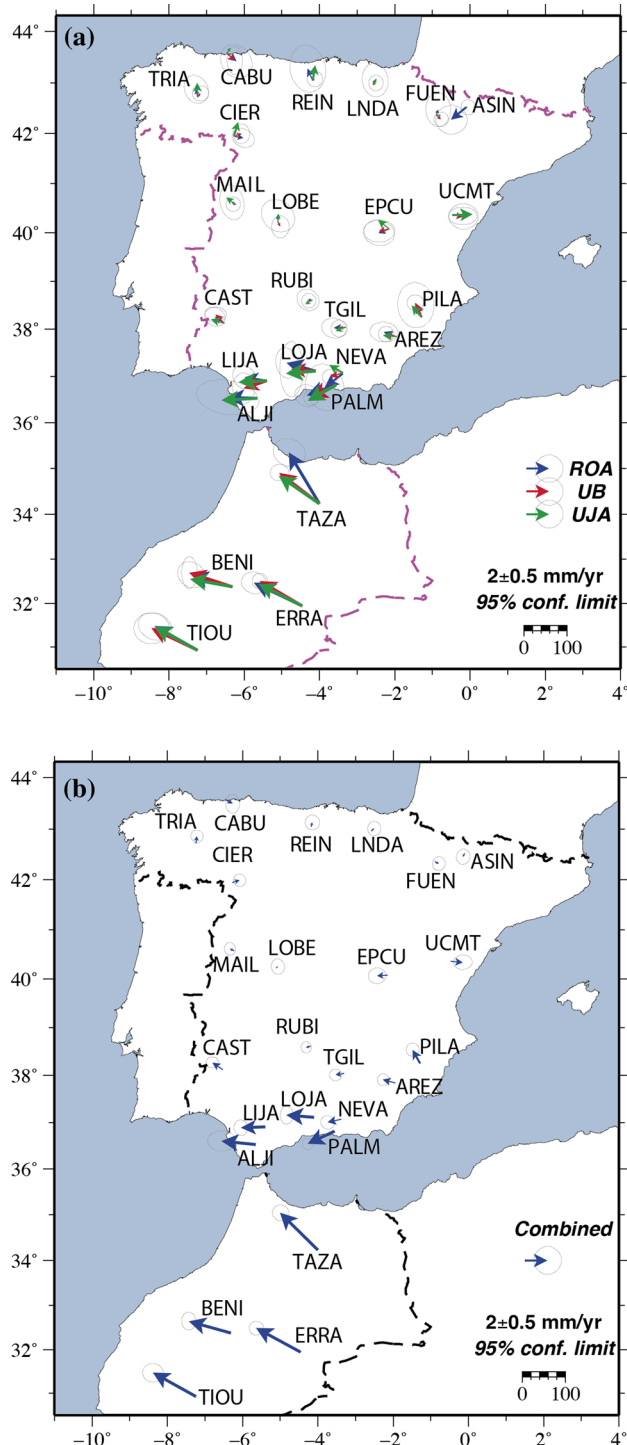 (a)
44°
42°
40°
38°
36°
34°
32°
TRIA
CABU
REIN
LNDA
FUEN
ASIN
CIER
MAIL
LOBE
EPCU
UCMT
RUBI
CAST
TGIL
PILA
AREZ
LIJA
LOJA
NEVA
ALJI
PALM
TAZA
BENI
ERRA
TIOU
ROA
UB
UJA
2±0.5 mm/yr
95% conf. limit
0 100
−10° −8° −6° −4° −2° 0° 2° 4°
(b)
44°
42°
40°
38°
36°
34°
32°
TRIA
CABU
REIN
LNDA
CIER
FUEN
ASIN
MAIL
LOBE
EPCU
UCMT
RUBI
CAST
TGIL
PILA
AREZ
LIJA
LOJA
NEVA
ALJI
PALM
TAZA
BENI
ERRA
TIOU
Combined
2±0.5 mm/yr
95% conf. limit
0 100
−10° −8° −6° −4° −2° 0° 2° 4°